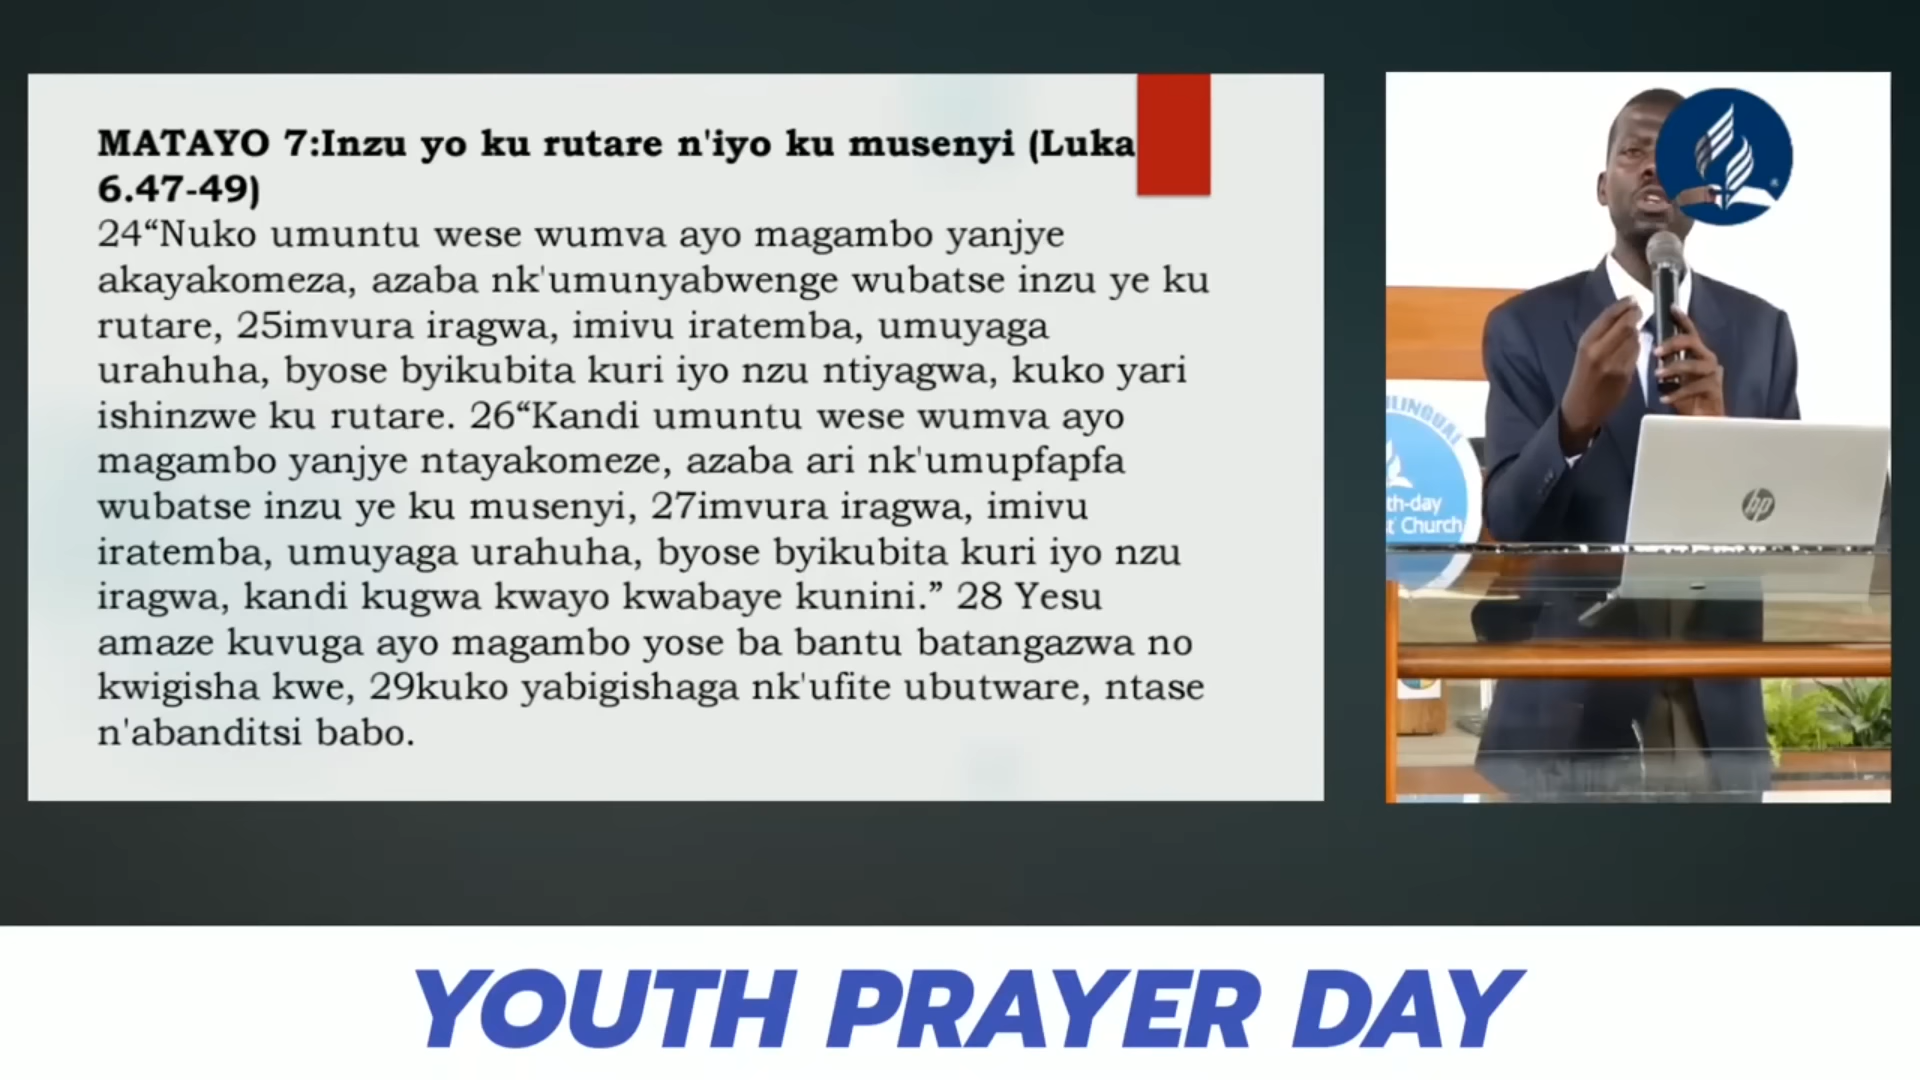 MATAYO 7:Inzu yo ku rutare n'iyo ku musenyi (Luka
6.47-49)
24“Nuko umuntu wese wumva ayo magambo yanjye
akayakomeza, azaba nk'umunyabwenge wubatse inzu ye ku
rutare, 25imvura iragwa, imivu iratemba, umuyaga
urahuha, byose byikubita kuri iyo nzu ntiyagwa, kuko yari
ishinzwe ku rutare. 26“Kandi umuntu wese wumva ayo
magambo yanjye ntayakomeze, azaba ari nk'umupfapfa
wubatse inzu ye ku musenyi, 27imvura iragwa, imivu
iratemba, umuyaga urahuha, byose byikubita kuri iyo nzu
iragwa, kandi kugwa kwayo kwabaye kunini.” 28 Yesu
amaze kuvuga ayo magambo yose ba bantu batangazwa no
kwigisha kwe, 29kuko yabigishaga nk'ufite ubutware, ntase
n'abanditsi babo.
®
ILINGUAL
th-day
t Church
hp
YOUTH PRAYER DAY